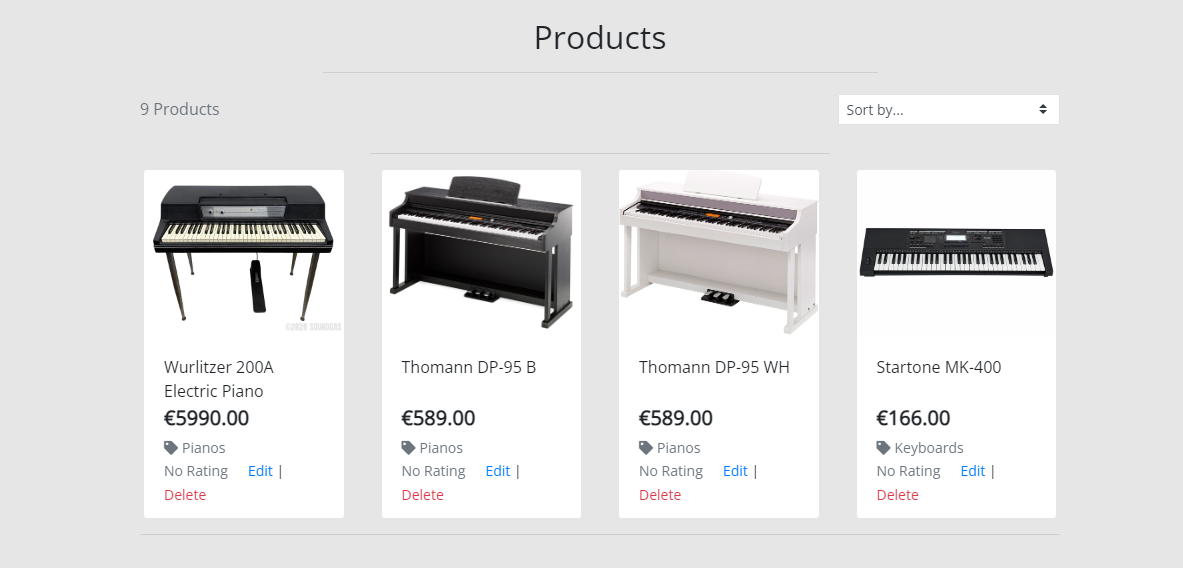 Products
9 Products
Sort by...
©2020 SOUNDGAS
Wurlitzer 200A
Electric Piano
€5990.00
Pianos
No Rating Edit |
Delete
Thomann DP-95 B
€589.00
Pianos
No Rating Edit |
Delete
Thomann DP-95 WH
€589.00
Pianos
No Rating Edit |
Delete
Startone MK-400
€166.00
Keyboards
No Rating Edit |
Delete